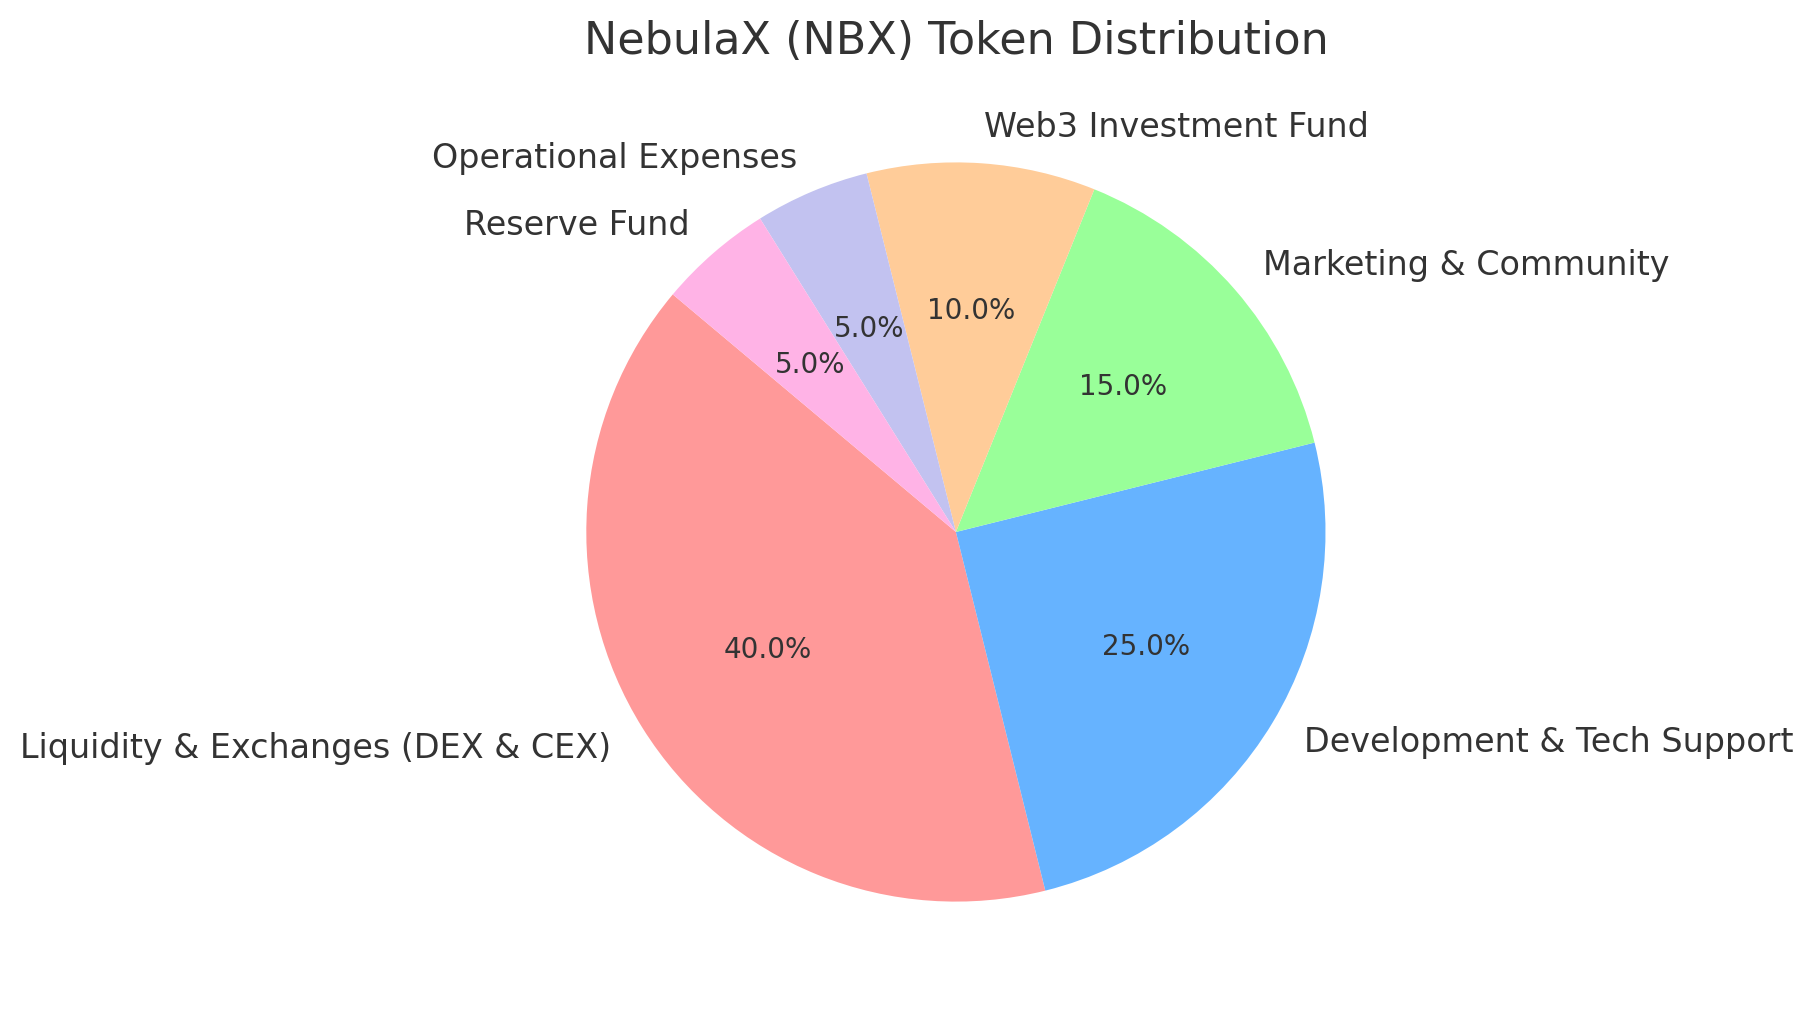 NebulaX (NBX) Token Distribution
Web3 Investment Fund
Operational Expenses
Reserve Fund
Marketing & Community
10.0%
5.0%
5.0%
15.0%
40.0%
25.0%
Liquidity & Exchanges (DEX & CEX)
Development & Tech Support